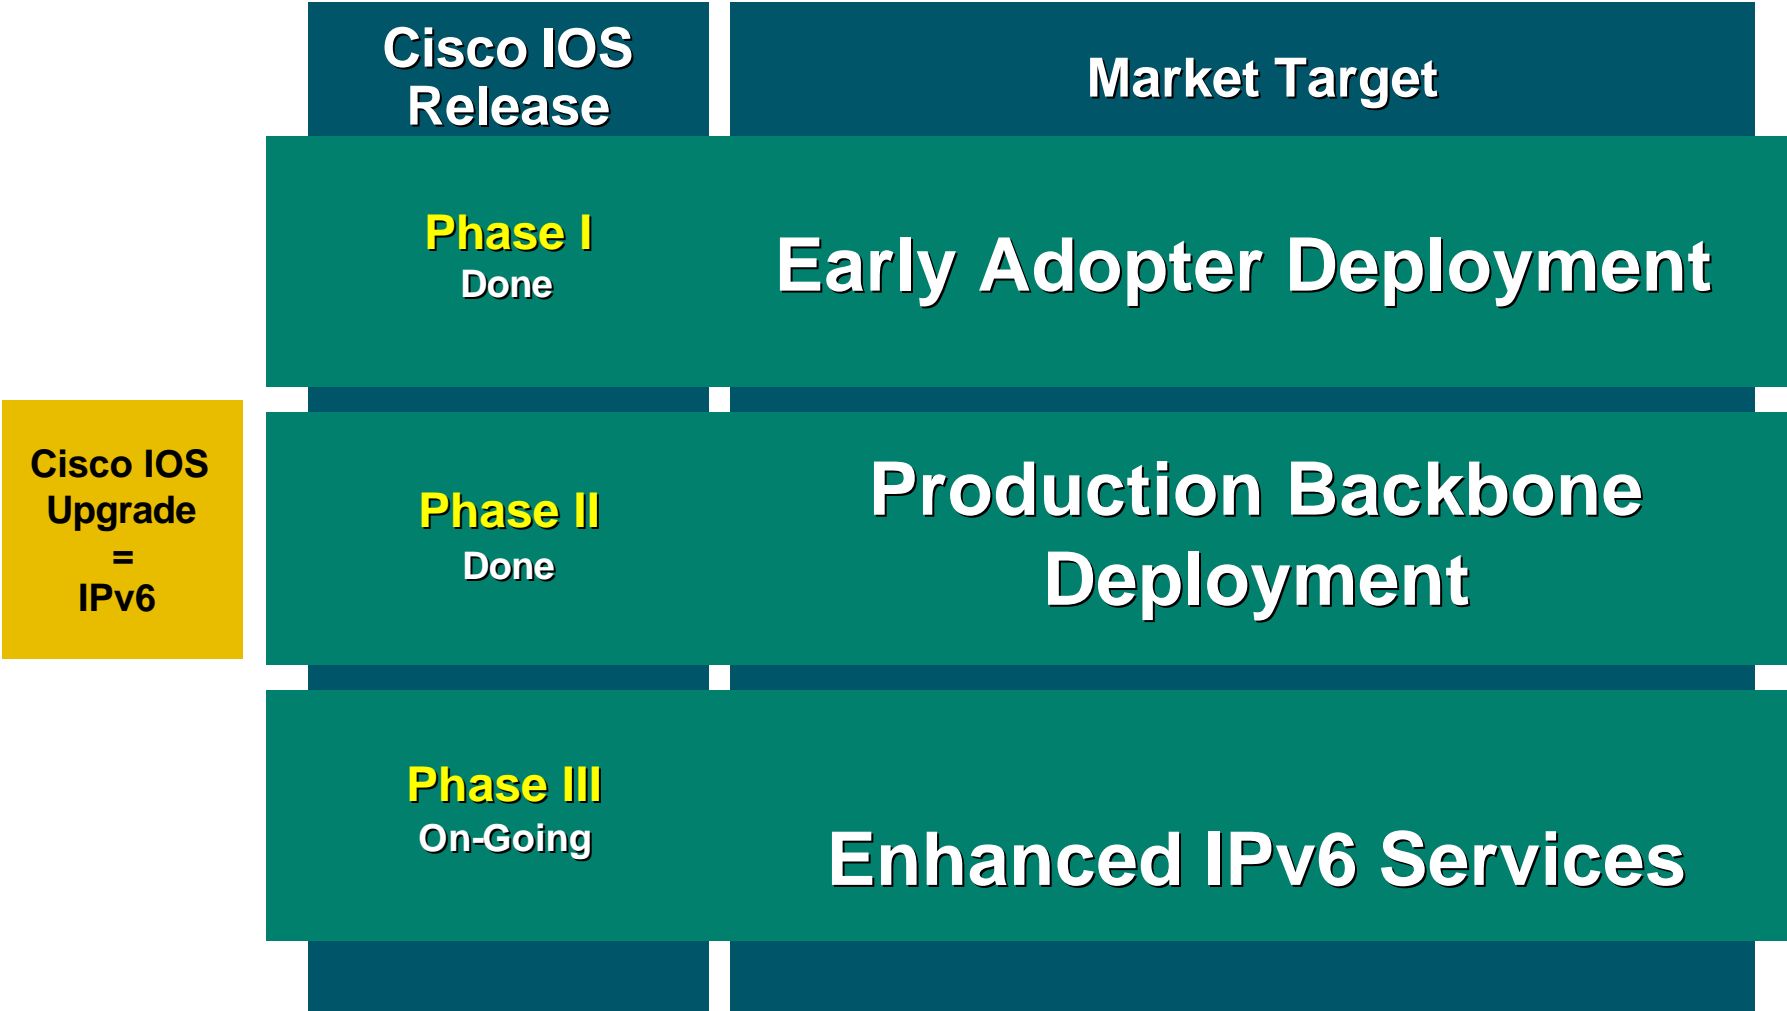 Cisco IOS
Release
Market Target
Phase I
Done
Early Adopter Deployment
Cisco IOS
Upgrade
=
IPv6
Phase II
Done
Production Backbone
Deployment
Phase III
On-Going
Enhanced IPv6 Services